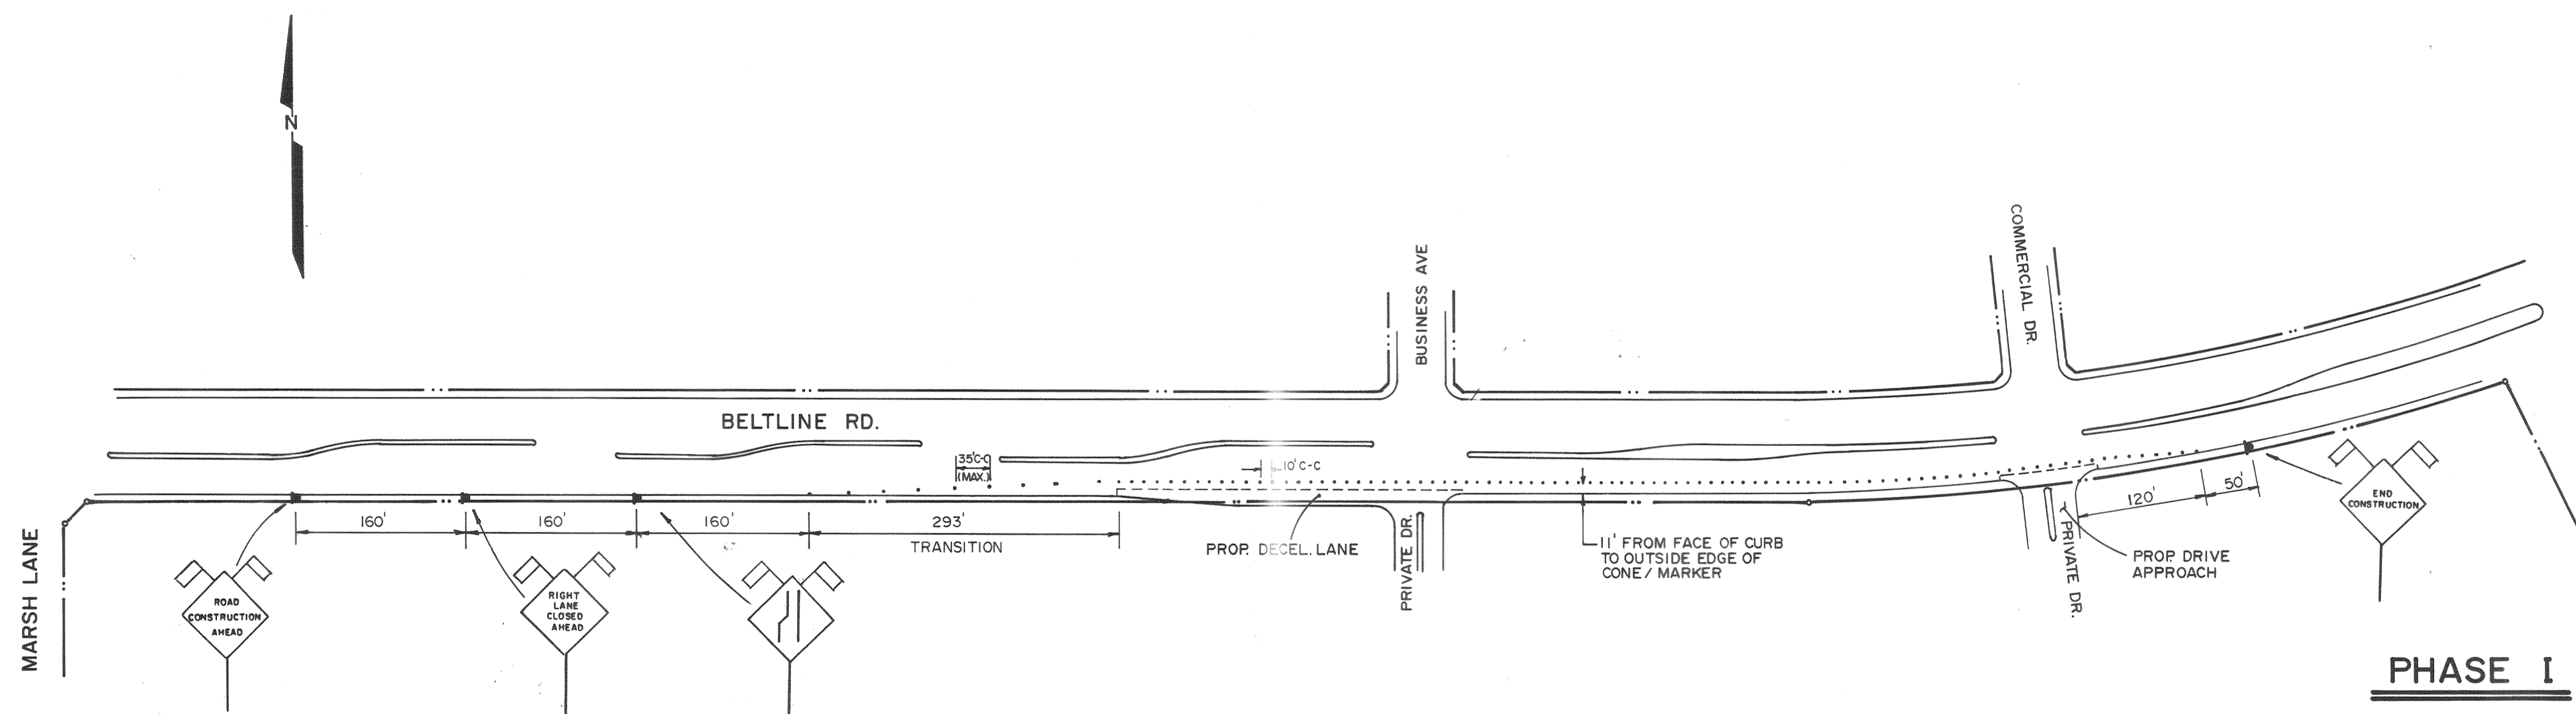 N
COMMERCIAL DR.
BUSINESS AVE
BELTLINE RD.
35'C-C
(MAX.)
10' C-C
160'
160'
160'
293'
TRANSITION
120'
50'
MARSH LANE
ROAD
CONSTRUCTION
AHEAD
RIGHT
LANE
CLOSED
AHEAD
PROP. DECEL. LANE
PRIVATE DR.
11' FROM FACE OF CURB
TO OUTSIDE EDGE OF
CONE / MARKER
PRIVATE DR.
PROP. DRIVE
APPROACH
END
CONSTRUCTION
PHASE I